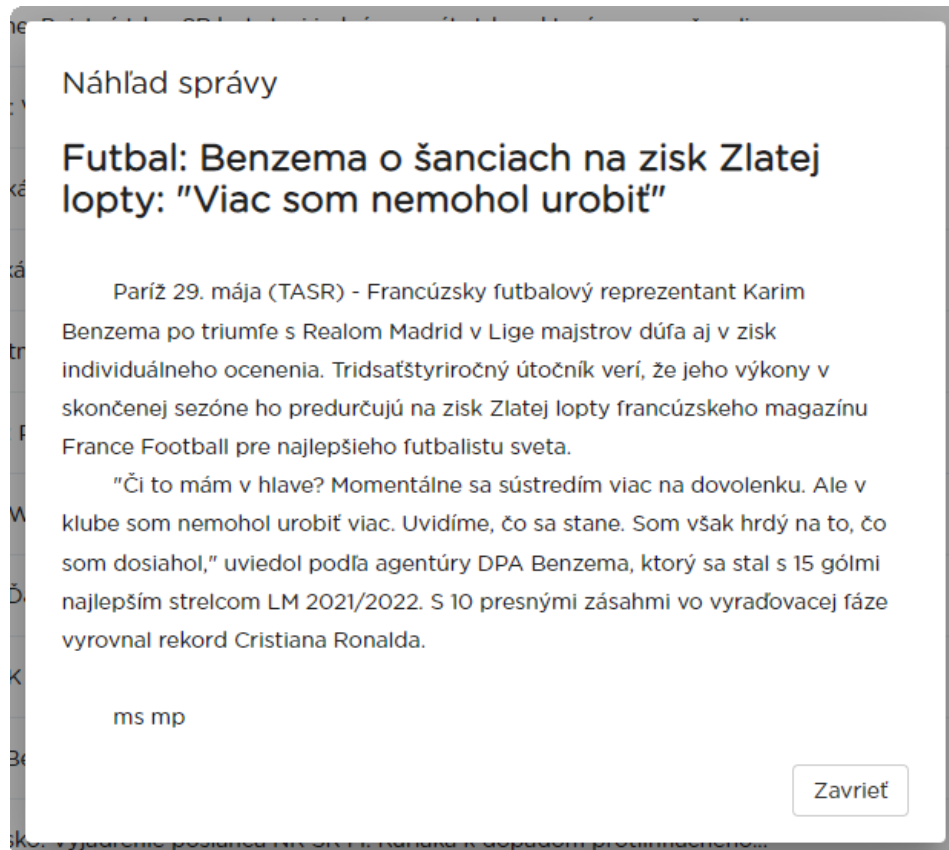 Náhľad správy
Futbal: Benzema o šanciach na zisk Zlatej
lopty: "Viac som nemohol urobiť"
Paríž 29. mája (TASR) - Francúzsky futbalový reprezentant Karim
Benzema po triumfe s Realom Madrid v Lige majstrov dúfa aj v zisk
individuálneho ocenenia. Tridsaťštyriročný útočník verí, že jeho výkony v
skončenej sezóne ho predurčujú na zisk Zlatej lopty francúzskeho magazínu
France Football pre najlepšieho futbalistu sveta.
"Či to mám v hlave? Momentálne sa sústredím viac na dovolenku. Ale v
klube som nemohol urobiť viac. Uvidíme, čo sa stane. Som však hrdý na to, čo
som dosiahol," uviedol podľa agentúry DPA Benzema, ktorý sa stal s 15 gólmi
najlepším strelcom LM 2021/2022. S 10 presnými zásahmi vo vyraďovacej fáze
vyrovnal rekord Cristiana Ronalda.
ms mp
Zavrieť